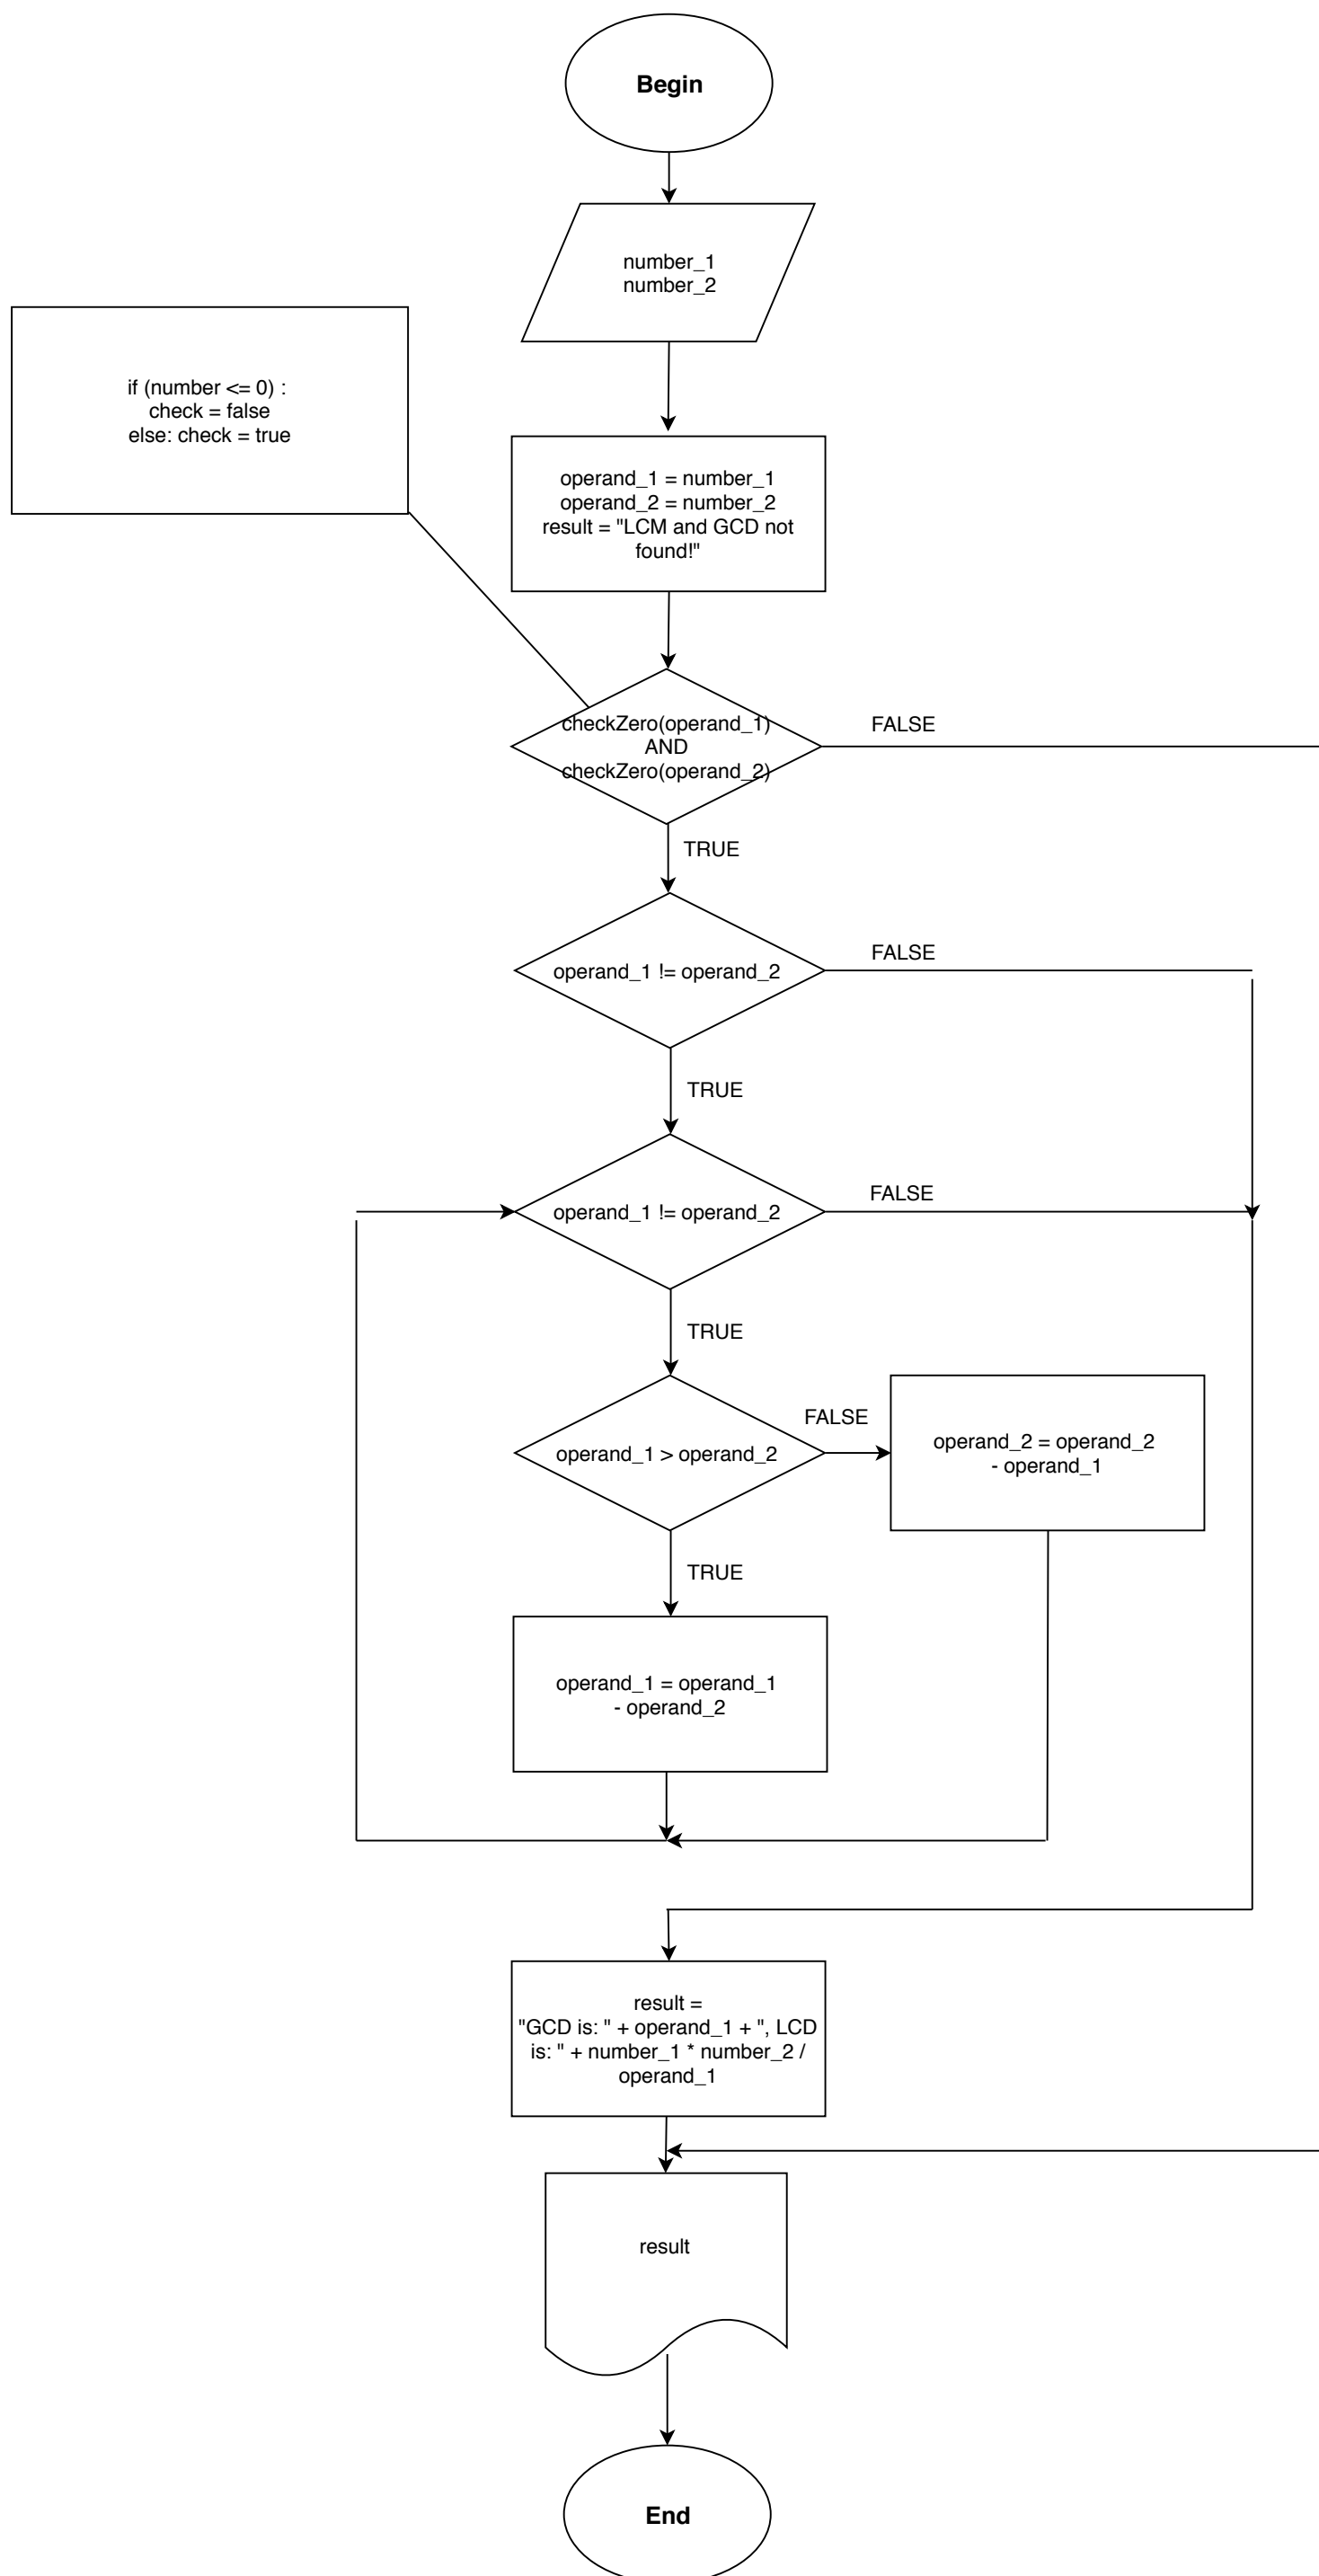 Begin
number_1
number_2
if (number <= 0) :
check = false
else: check = true
operand_1 = number_1
operand_2 = number_2
result = "LCM and GCD not
found!"
checkZero(operand_1)
AND
checkZero(operand_2)
FALSE
TRUE
operand_1 != operand_2
FALSE
TRUE
operand_1 != operand_2
FALSE
TRUE
operand_1 > operand_2
FALSE
operand_2 = operand_2
- operand_1
TRUE
operand_1 = operand_1
- operand_2
result =
"GCD is: " + operand_1 + ", LCD
is: " + number_1 * number_2 /
operand_1
result
End